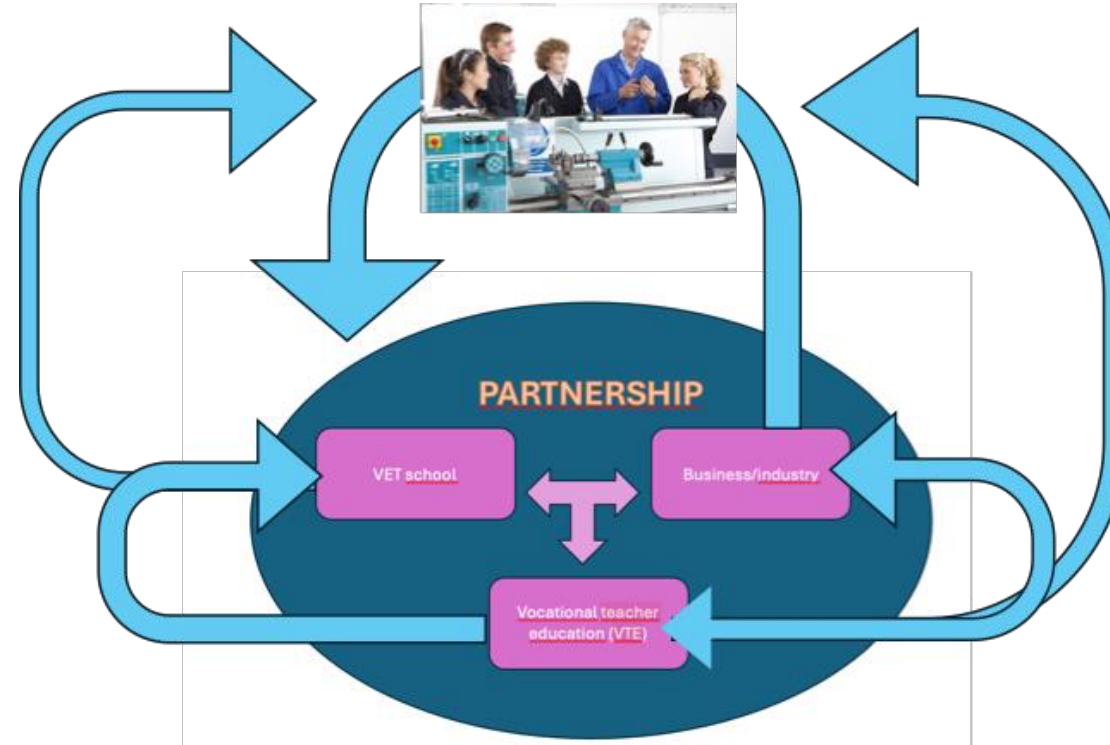 PARTNERSHIP
VET school
Business/industry
Vocational teacher
education (VTE)